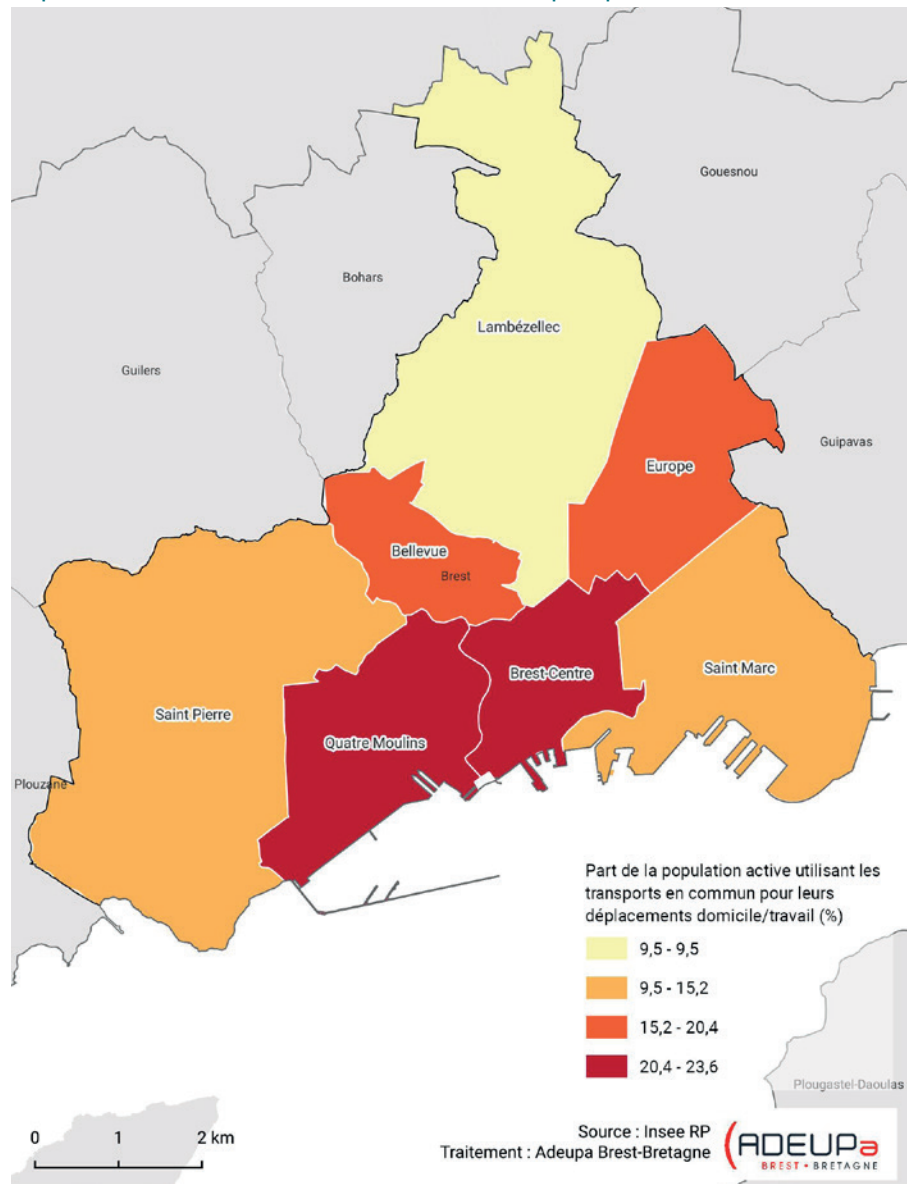 Gouesnou
Bohars
Lambézellec
Guilers
Guipavas
Europe
Bellevue
Brest
Brest-Centre
Saint Marc
Saint Pierre
Quatre Moulins
Plouzané
Part de la population active utilisant les
transports en commun pour leurs
déplacements domicile/travail (%)
9,5 - 9,5
9,5 - 15,2
15,2 - 20,4
20,4 - 23,6
Plougastel-Daoulas
0 1 2 km
Source : Insee RP
Traitement : Adeupa Brest-Bretagne
ADEUPa
BREST • BRETAGNE